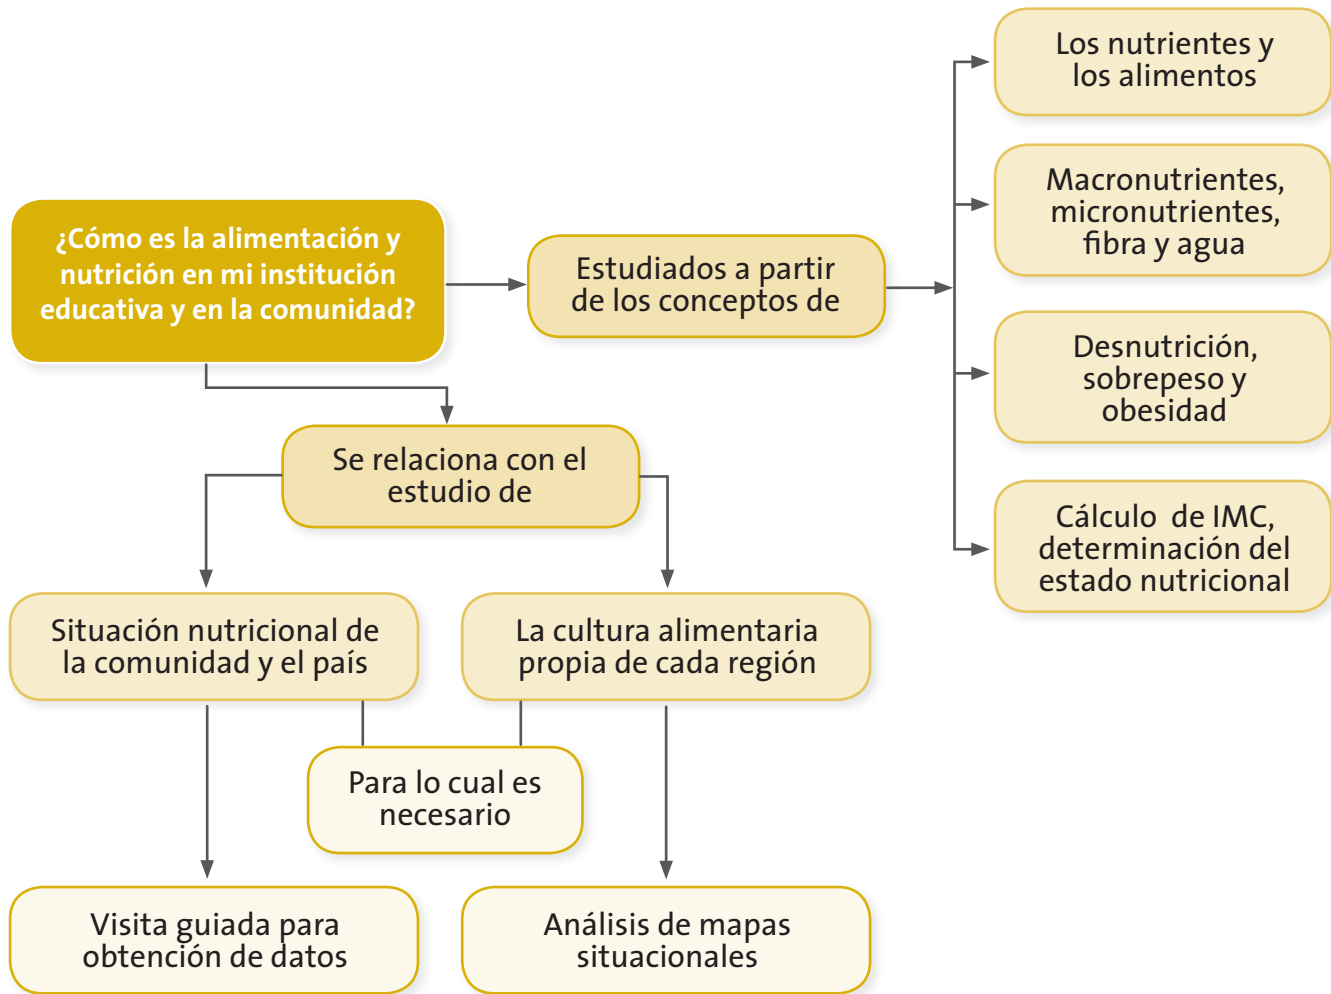 ¿Cómo es la alimentación y
nutrición en mi institución
educativa y en la comunidad?
Estudiados a partir
de los conceptos de
Los nutrientes y
los alimentos
Macronutrientes,
micronutrientes,
fibra y agua
Desnutrición,
sobrepeso y
obesidad
Cálculo  de IMC,
determinación del
estado nutricional
Se relaciona con el
estudio de
Situación nutricional de
la comunidad y el país
La cultura alimentaria
propia de cada región
Para lo cual es
necesario
Visita guiada para
obtención de datos
Análisis de mapas
situacionales